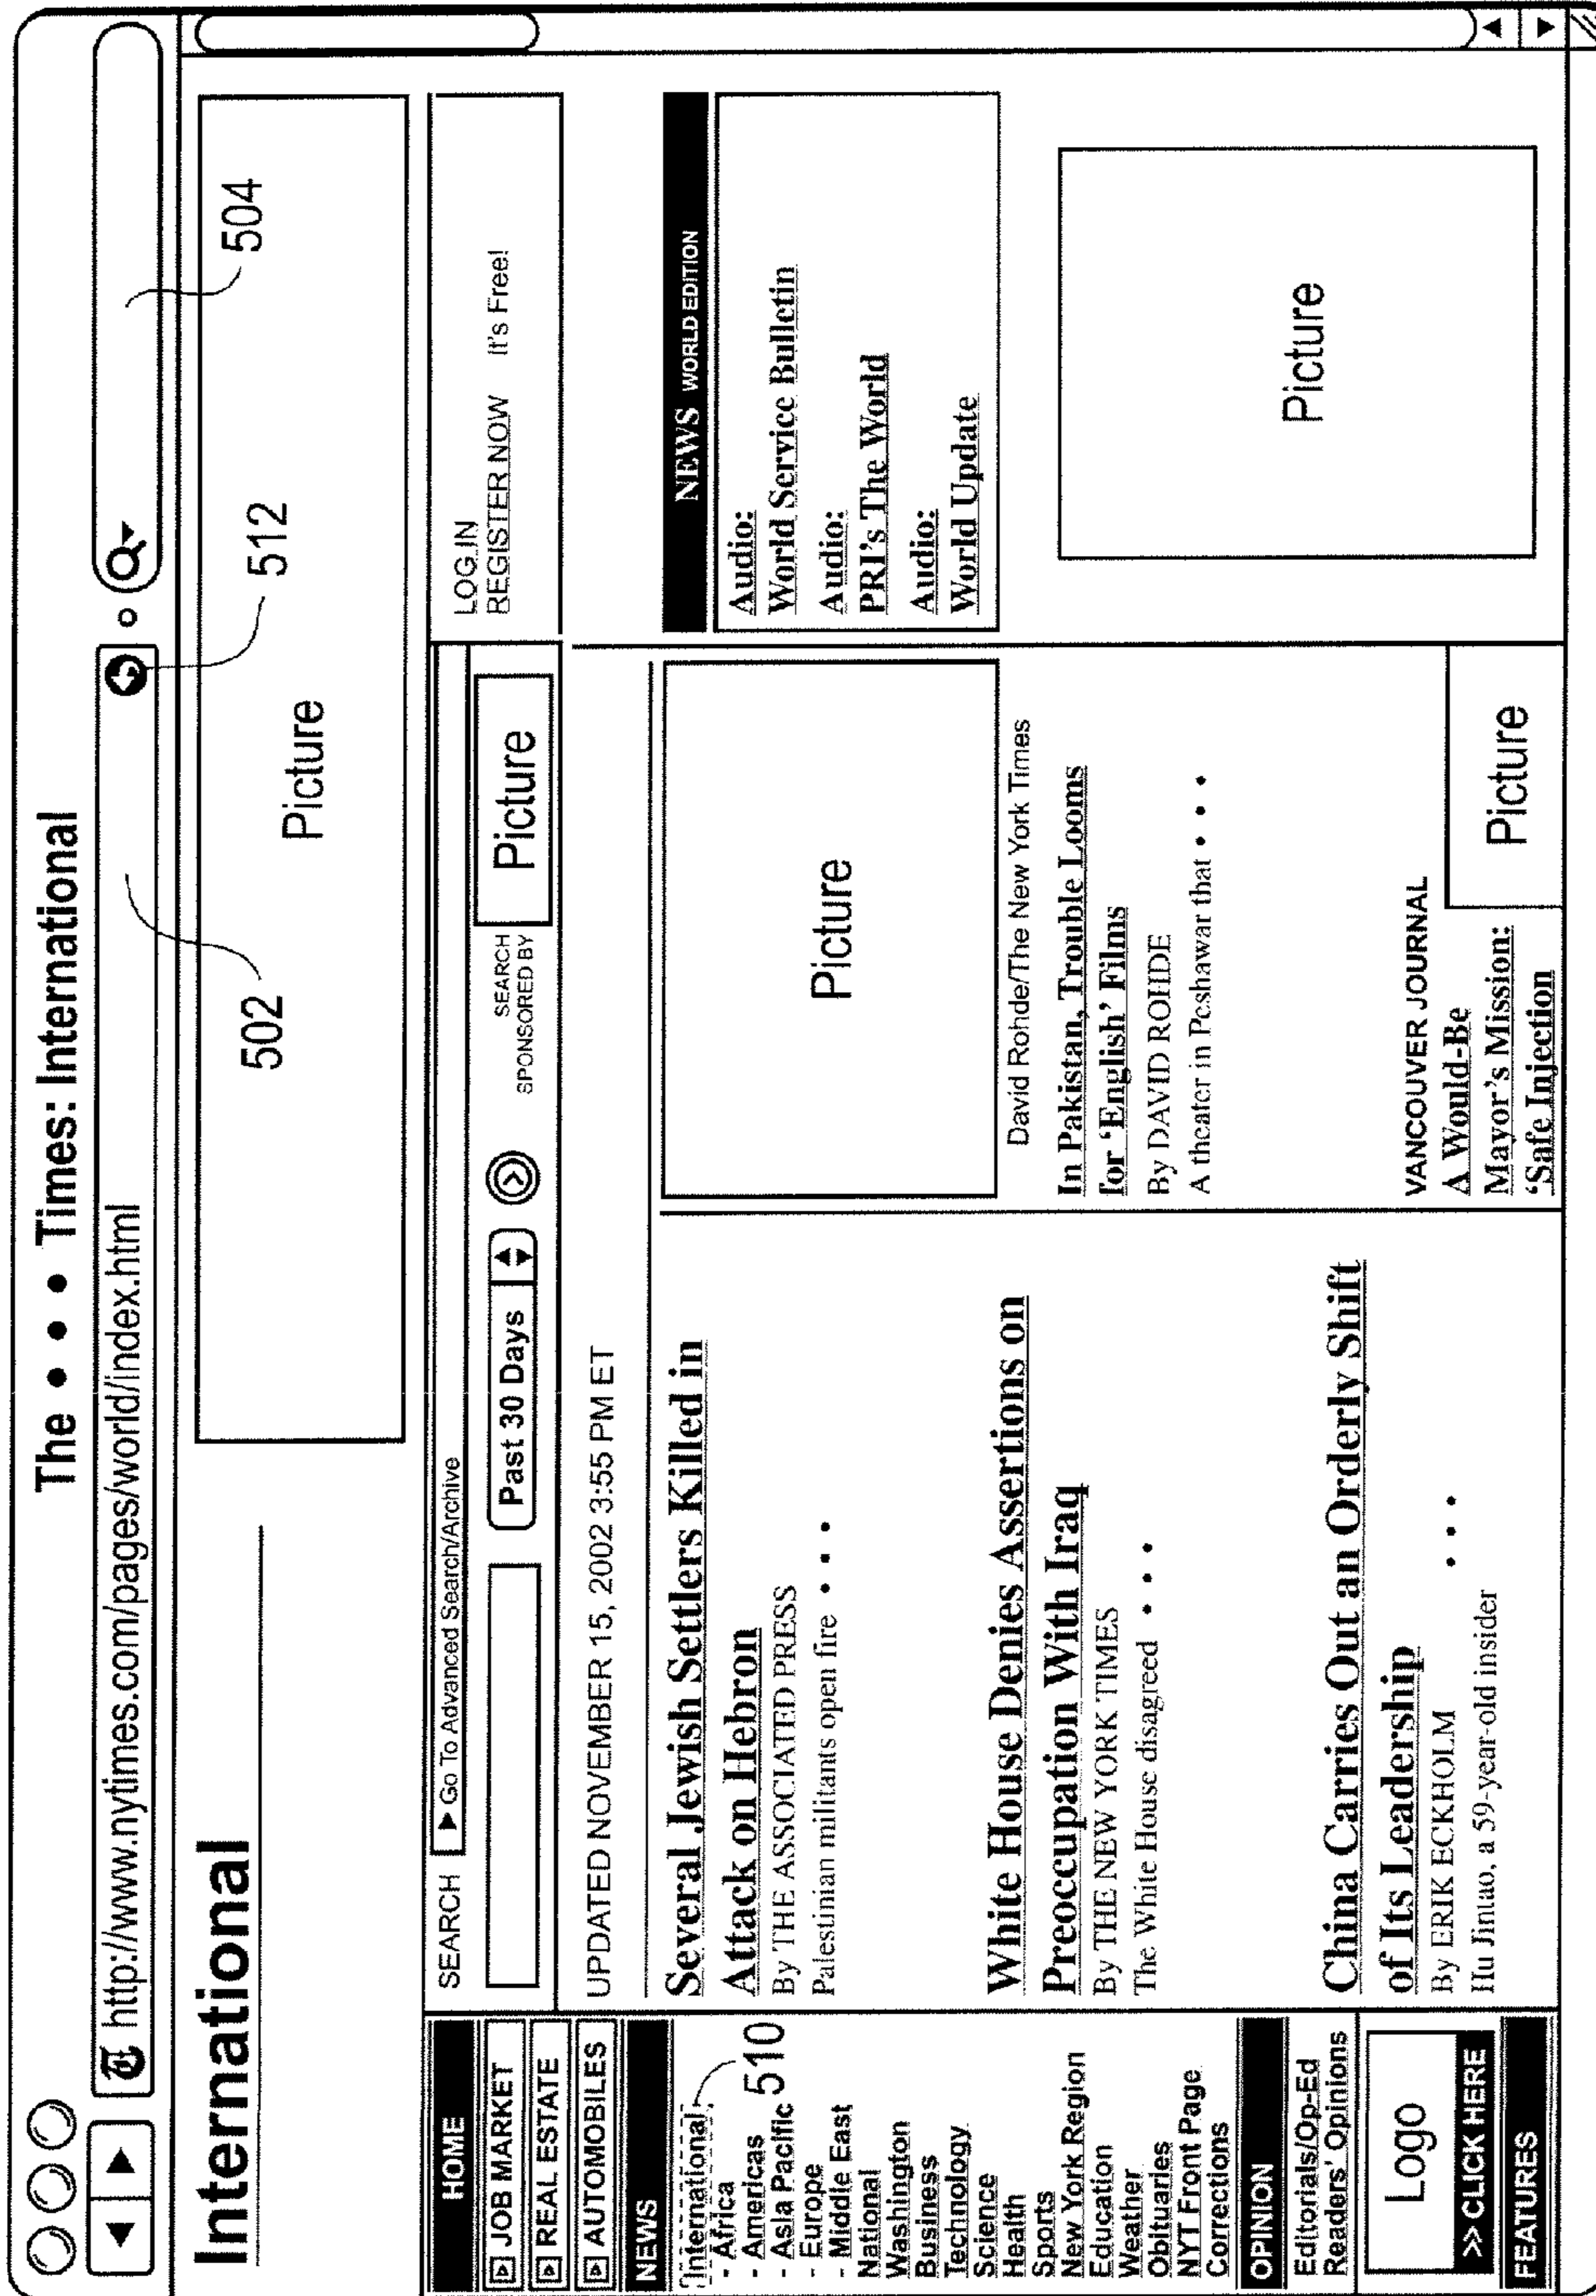 The • • • Times: International
http://www.nytimes.com/pages/world/index.html
502
512
504
International
Picture
SEARCH
▶ Go To Advanced Search/Archive
Past 30 Days
SEARCH
SPONSORED BY
Picture
LOG IN
REGISTER NOW It's Free!
HOME
JOB MARKET
REAL ESTATE
AUTOMOBILES
NEWS
International
510
- Africa
- Americas
- Asia Pacific
- Europe
- Middle East
National
Washington
Business
Technology
Science
Health
Sports
New York Region
Education
Weather
Obituaries
NYT Front Page
Corrections
OPINION
Editorials/Op-Ed
Readers' Opinions
Logo
>> CLICK HERE
FEATURES
UPDATED NOVEMBER 15, 2002 3:55 PM ET
Several Jewish Settlers Killed in
Attack on Hebron
By THE ASSOCIATED PRESS
Palestinian militants open fire • • •
White House Denies Assertions on
Preoccupation With Iraq
By THE NEW YORK TIMES
The White House disagreed • • •
China Carries Out an Orderly Shift
of Its Leadership
By ERIK ECKHOLM
Hu Jintao, a 59-year-old insider • • •
Picture
David Rohde/The New York Times
In Pakistan, Trouble Looms
for ‘English’ Films
By DAVID ROHDE
A theater in Peshawar that • • •
VANCOUVER JOURNAL
A Would-Be
Mayor's Mission:
‘Safe Injection
Picture
NEWS WORLD EDITION
Audio:
World Service Bulletin
Audio:
PRI's The World
Audio:
World Update
Picture